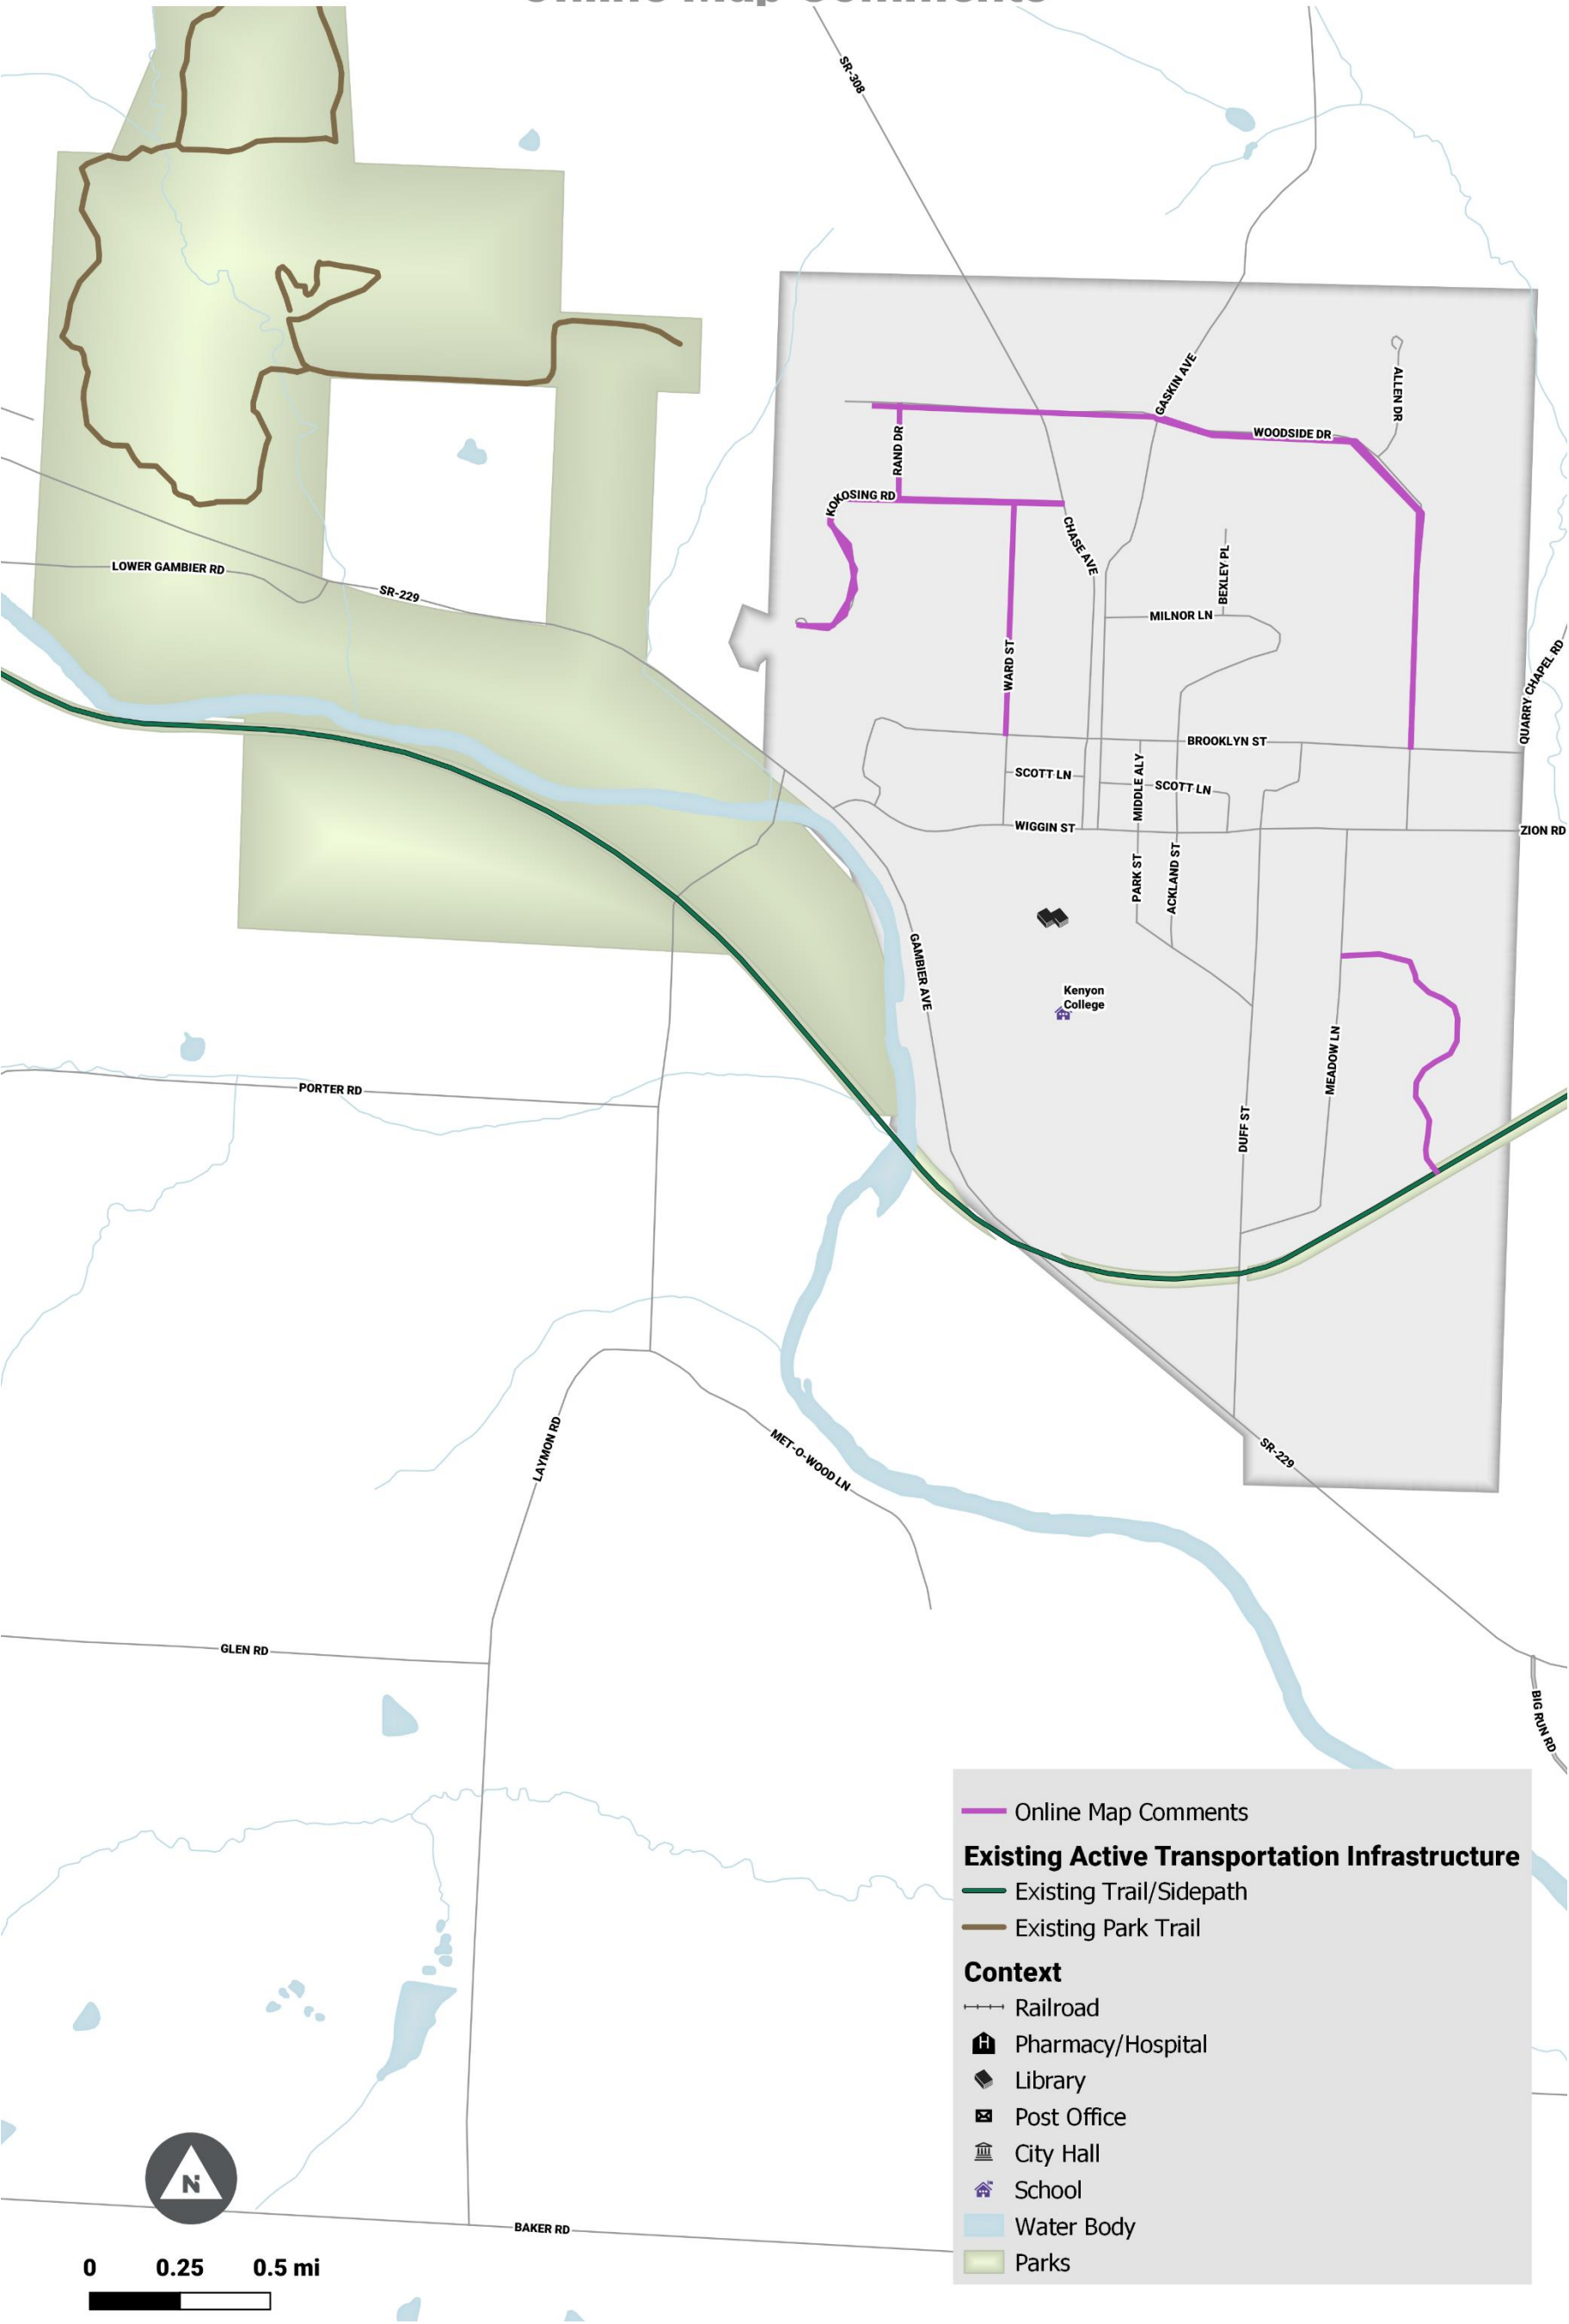 Online Map Comments
SR-308
GASKIN AVE
ALLEN DR
WOODSIDE DR
RAND DR
KOKOSING RD
CHASE AVE
BEXLEY PL
LOWER GAMBIER RD
SR-229
MILNOR LN
WARD ST
QUARRY CHAPEL RD
BROOKLYN ST
SCOTT LN
MIDDLE ALY
SCOTT LN
WIGGIN ST
ZION RD
PARK ST
ACKLAND ST
GAMBIER AVE
Kenyon
College
MEADOW LN
PORTER RD
DUFF ST
LAYMON RD
MET-O-WOOD LN
SR-229
GLEN RD
BIG RUN RD
Online Map Comments
Existing Active Transportation Infrastructure
Existing Trail/Sidepath
Existing Park Trail
Context
Railroad
H
Pharmacy/Hospital
Library
Post Office
City Hall
School
Water Body
Parks
N
BAKER RD
0 0.25 0.5 mi